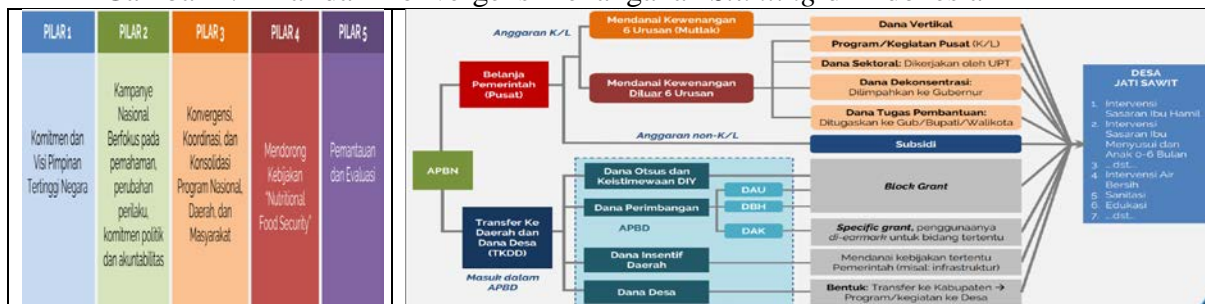 PILAR 1
Komitmen dan
Visi Pimpinan
Tertinggi Negara
PILAR 2
Kampanye
Nasional
Berfokus pada
pemahaman,
perubahan
perilaku,
komitmen politik
dan akuntabilitas
PILAR 3
Konvergensi,
Koordinasi, dan
Konsolidasi
Program Nasional,
Daerah, dan
Masyarakat
PILAR 4
Mendorong
Kebijakan
"Nutritional
Food Security"
PILAR 5
Pemantauan
dan Evaluasi
APBN
Anggaran K/L
Belanja
Pemerintah
(Pusat)
Mendanai Kewenangan
6 Urusan (Mutlak)
Mendanai Kewenangan
Diluar 6 Urusan
Anggaran non-K/L
Dana Vertikal
Program/Kegiatan Pusat (K/L)
Dana Sektoral: Dikerjakan oleh UPT
Dana Dekonsentrasi:
Dilimpahkan ke Gubernur
Dana Tugas Pembantuan:
Ditugaskan ke Gub/Bupati/Walikota
Subsidi
Transfer Ke
Daerah dan
Dana Desa
(TKDD)
Masuk dalam
APBD
Dana Otsus dan
Keistimewaan DIY
Dana Perimbangan
APBD
DAU
DBH
DAK
Dana Insentif
Daerah
Dana Desa
Block Grant
Specific grant, penggunaanya
di-earmark untuk bidang tertentu
Mendanai kebijakan tertentu
Pemerintah (misal: infrastruktur)
Bentuk: Transfer ke Kabupaten →
Program/kegiatan ke Desa
DESA
JATI SAWIT
1. Intervensi
Sasaran Ibu Hamil
2. Intervensi
Sasaran Ibu
Menyusui dan
Anak 0-6 Bulan
3. ...dst...
4. Intervensi Air
Bersih
5. Sanitasi
6. Edukasi
7. ...dst..